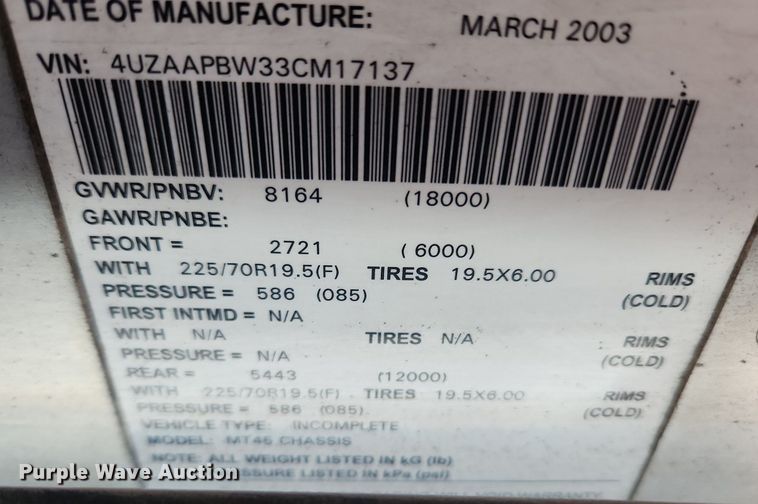 DATE OF MANUFACTURE: MARCH 2003
VIN: 4UZAAPBW33CM17137
GVWR/PNBV: 8164 (18000)
GAWR/PNBE:
FRONT = 2721 ( 6000)
WITH 225/70R19.5(F) TIRES 19.5X6.00 RIMS
PRESSURE = 586 (085) (COLD)
FIRST INTMD = N/A
WITH N/A TIRES N/A RIMS
PRESSURE = N/A (COLD)
REAR = 5443 (12000)
WITH 225/70R19.5(F) TIRES 19.5X6.00 RIMS
PRESSURE = 586 (085) (COLD)
VEHICLE TYPE: INCOMPLETE
MODEL: MT45 CHASSIS
NOTE: ALL WEIGHT LISTED IN kG (lb)
PRESSURE LISTED IN kPa (psi)
VOID WARRANTY
Purple Wave Auction